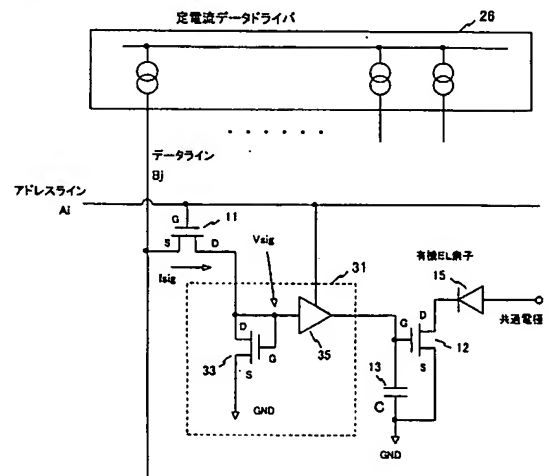 定電流データドライバ
26
データライン
Bj
アドレスライン
Ai
G
11
S
D
Vsig
Isig
31
有機EL素子
15
共通電極
D
G
33
S
35
GND
G
D
12
S
13
C
GND